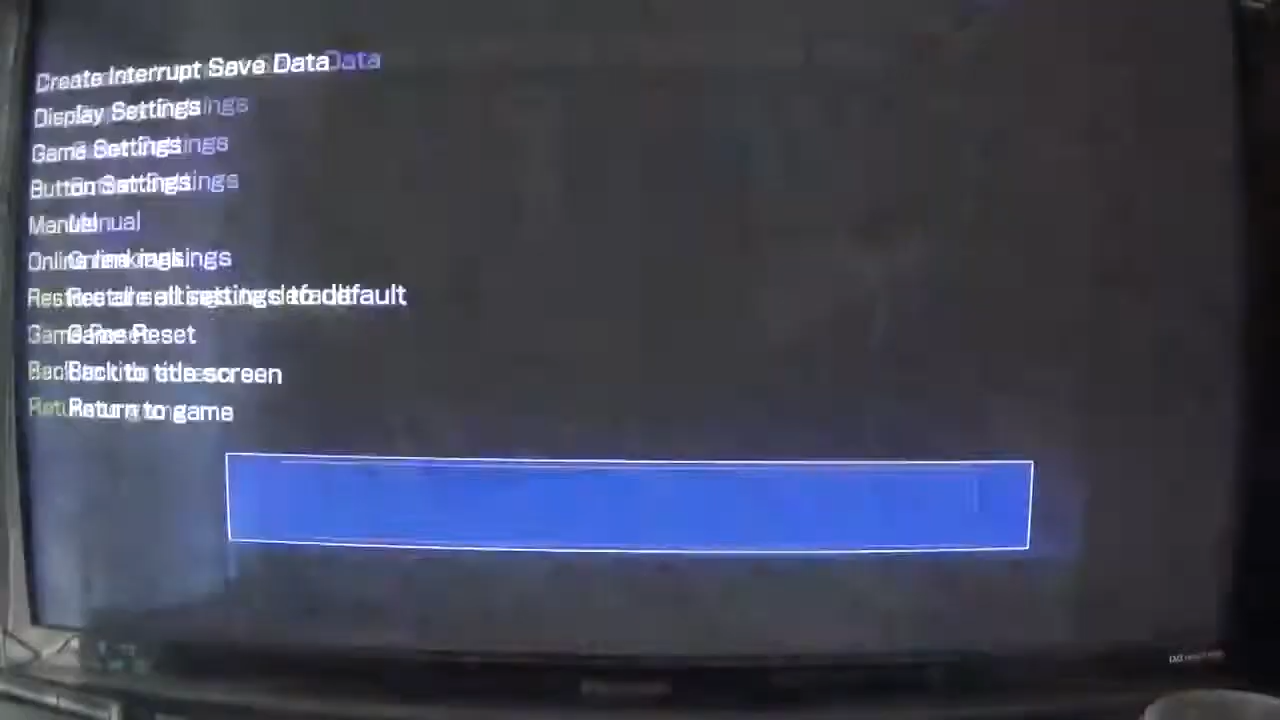 Create Interrupt Save Data
Display Settings
Game Settings
Button Settings
Manual
Online rankings
Restore all settings to default
Game Reset
Back to title screen
Return to game